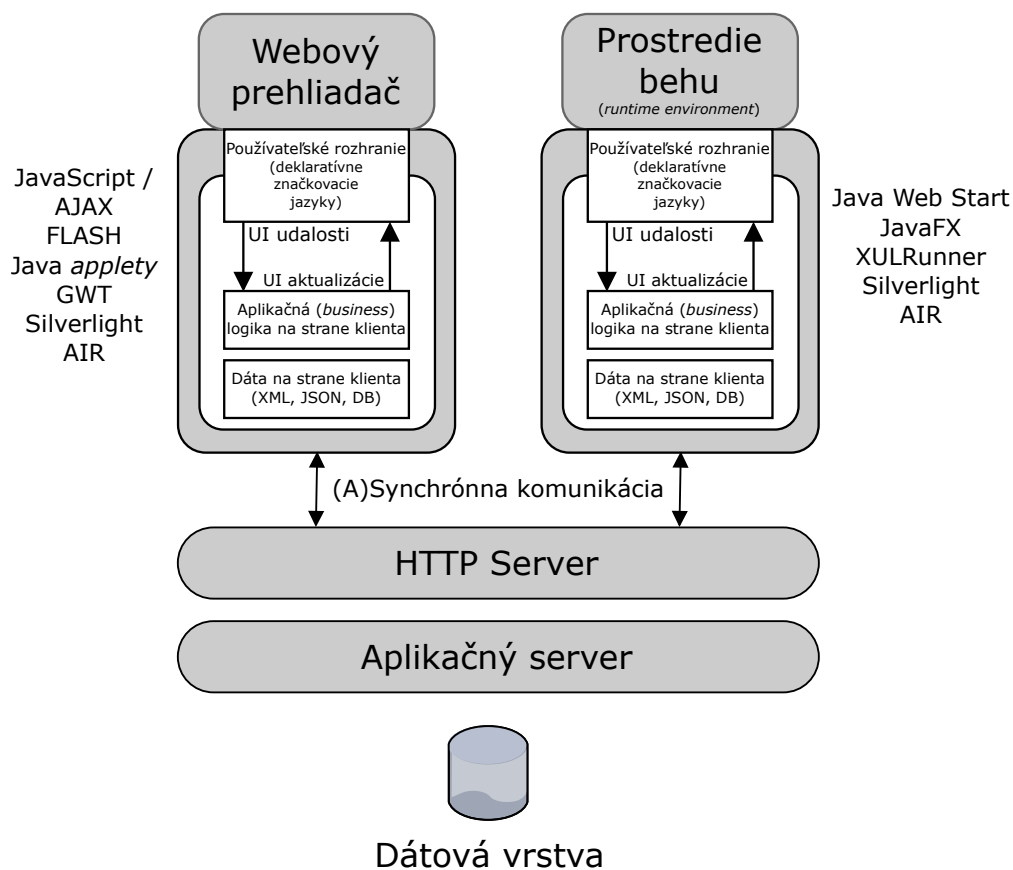 Webový
prehliadač
Prostredie
behu
(runtime environment)
JavaScript /
AJAX
FLASH
Java applety
GWT
Silverlight
AIR
Používateľské rozhranie
(deklaratívne
značkovacie
jazyky)
UI udalosti
UI aktualizácie
Aplikačná (business)
logika na strane klienta
Dáta na strane klienta
(XML, JSON, DB)
Používateľské rozhranie
(deklaratívne
značkovacie
jazyky)
UI udalosti
UI aktualizácie
Aplikačná (business)
logika na strane klienta
Dáta na strane klienta
(XML, JSON, DB)
Java Web Start
JavaFX
XULRunner
Silverlight
AIR
(A)Synchrónna komunikácia
HTTP Server
Aplikačný server
Dátová vrstva